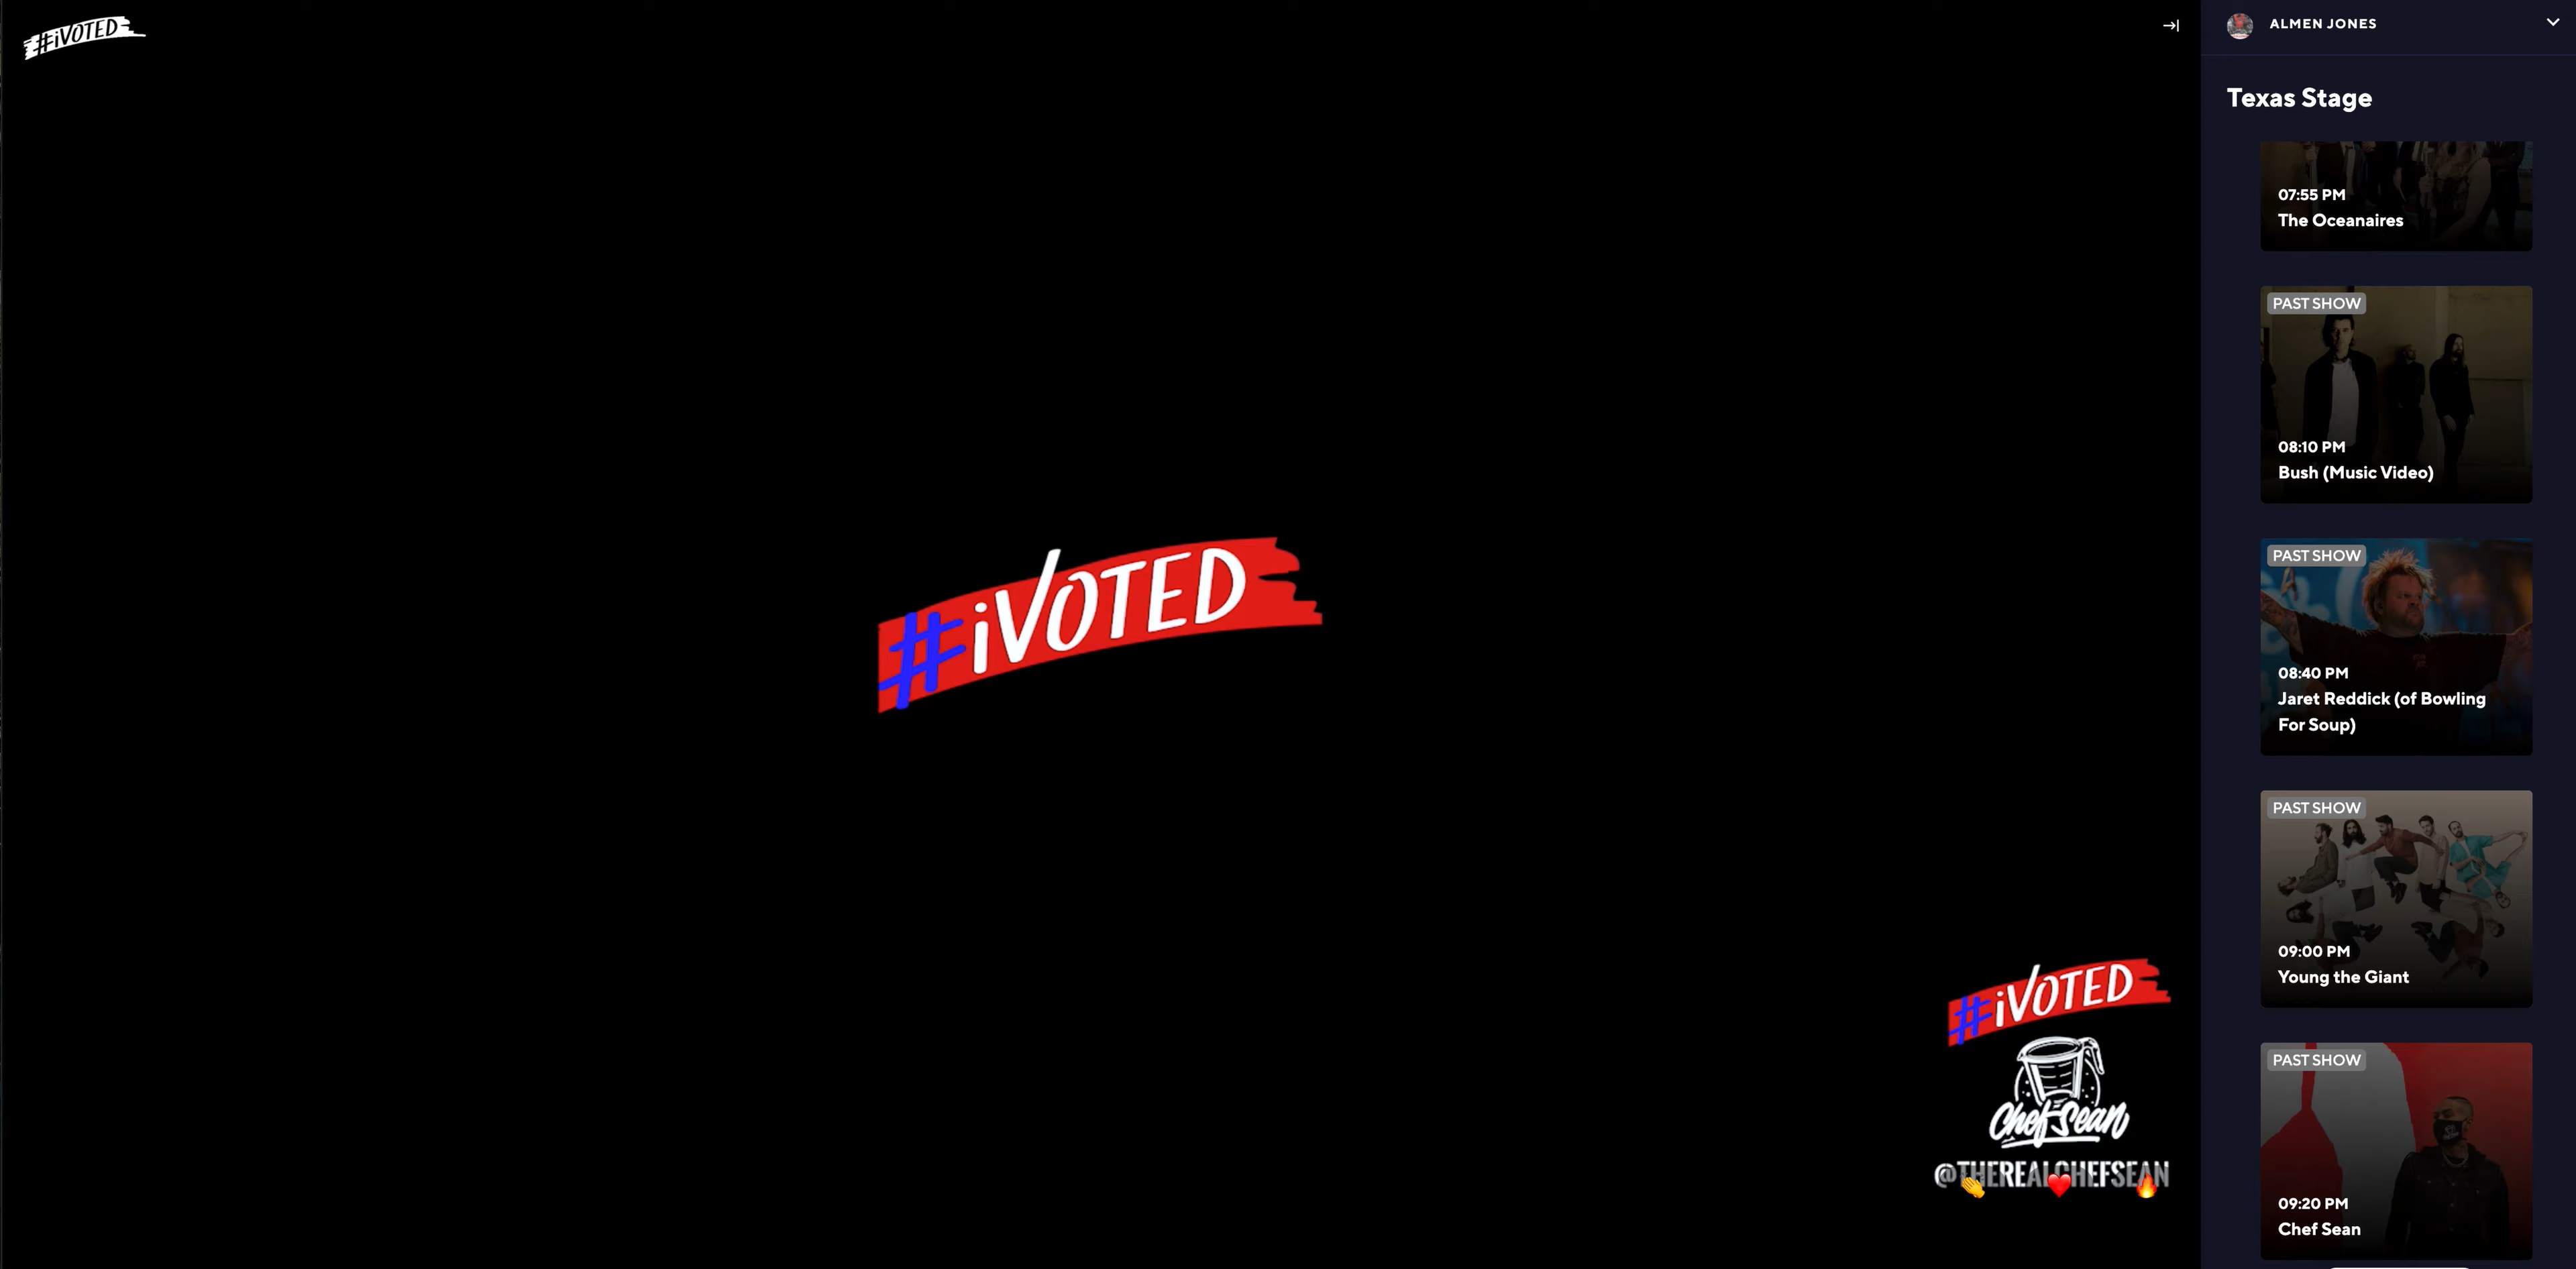 #iVOTED
ALMEN JONES
Texas Stage
07:55 PM
The Oceanaires
PAST SHOW
08:10 PM
Bush (Music Video)
PAST SHOW
08:40 PM
Jaret Reddick (of Bowling
For Soup)
PAST SHOW
09:00 PM
Young the Giant
PAST SHOW
09:20 PM
Chef Sean
#iVOTED
#iVOTED
Chef Sean
@THEREALCHEFSEAN